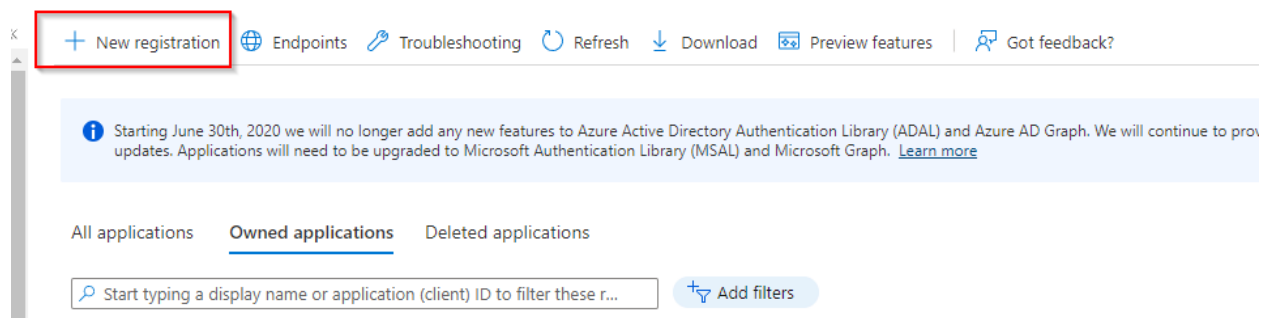 New registration Endpoints Troubleshooting Refresh Download Preview features Got feedback?
Starting June 30th, 2020 we will no longer add any new features to Azure Active Directory Authentication Library (ADAL) and Azure AD Graph. We will continue to
updates. Applications will need to be upgraded to Microsoft Authentication Library (MSAL) and Microsoft Graph. Learn more
All applications Owned applications Deleted applications
Start typing a display name or application (client) ID to filter these r... Add filters